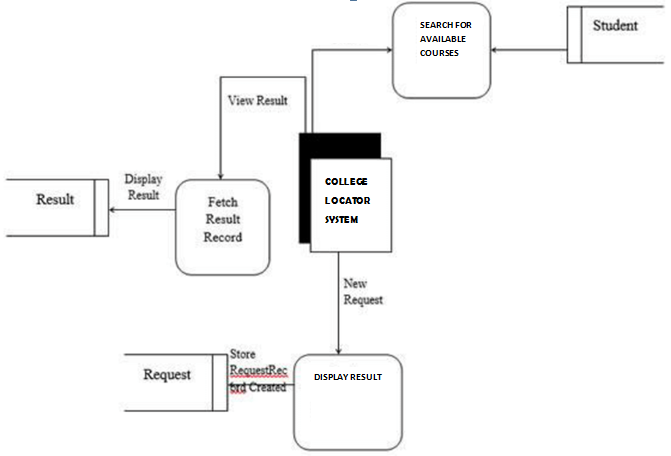 SEARCH FOR
AVAILABLE
COURSES
Student
View Result
Display
Result
Result
Fetch
Result
Record
COLLEGE
LOCATOR
SYSTEM
New
Request
Store
RequestRec
ord Created
Request
DISPLAY RESULT